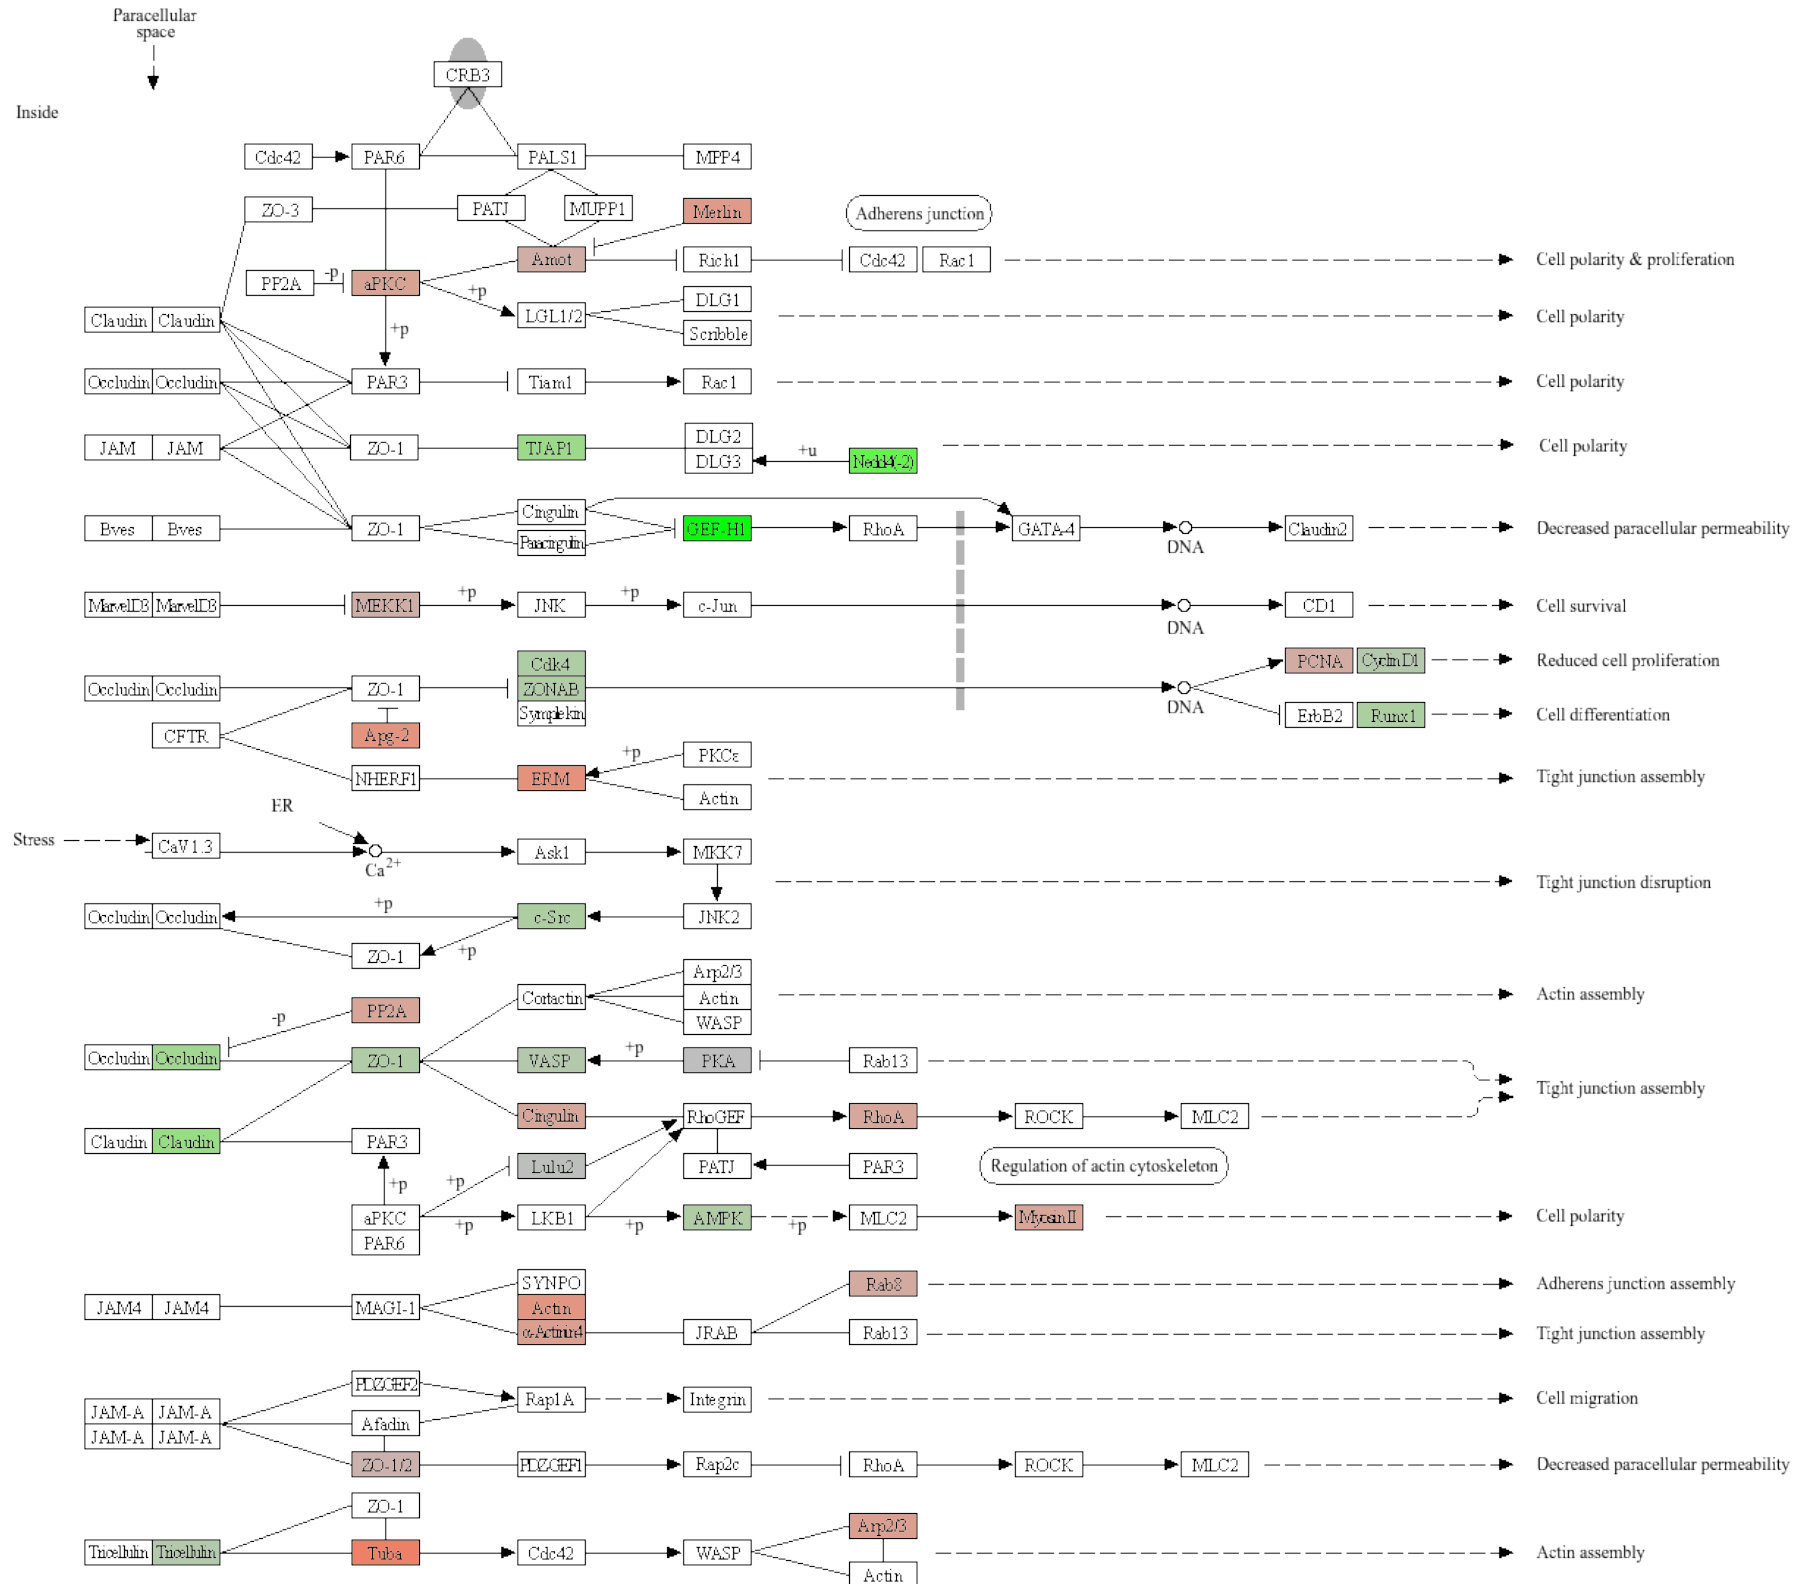 Paracellular
space
CRB3
Inside
Cdc42 PAR6 PALS1 MPP4
ZO-3 PATJ MUPP1 Merlin Adherens junction
PP2A -p aPKC Amot Rich1 Cdc42 Rac1 Cell polarity & proliferation
+p
Claudin Claudin +p LGL1/2 DLG1 Cell polarity
Scribble
Occludin Occludin PAR3 Tiam1 Rac1 Cell polarity
JAM JAM ZO-1 TJAP1 DLG2 Cell polarity
DLG3 +u Nedd4(-2)
Cingulin
Bves Bves ZO-1 GEF-H1 RhoA GATA-4 Claudin2 Decreased paracellular permeability
Paracingulin DNA
MarvelD3 MarvelD3 MEKK1 +p JNK +p c-Jun CD1 Cell survival
DNA
Cdk4 PCNA CyclinD1 Reduced cell proliferation
Occludin Occludin ZO-1 ZONAB
DNA
Symplekin ErbB2 Runx1 Cell differentiation
CFTR Apg-2
+p PKCε
NHERF1 ERM Tight junction assembly
Actin
ER
Stress CaV1.3 Ca2+ Ask1 MKK7
Tight junction disruption
Occludin Occludin +p c-Src JNK2
ZO-1 +p
Arp2/3
Cortactin Actin Actin assembly
WASP
PP2A
-p
Occludin Occludin ZO-1 VASP +p PKA Rab13
Tight junction assembly
Cingulin RhoGEF RhoA ROCK MLC2
Claudin Claudin PAR3
Lulu2 PATJ PAR3 Regulation of actin cytoskeleton
+p +p
aPKC +p LKB1 +p AMPK +p MLC2 MyosinII Cell polarity
PAR6
SYNPO Rab8 Adherens junction assembly
JAM4 JAM4 MAGI-1 Actin
α-Actinin4 JRAB Rab13 Tight junction assembly
PDZGEF2
Rap1A Integrin Cell migration
JAM-A JAM-A Afadin
JAM-A JAM-A
ZO-1/2 PDZGEF1 Rap2c RhoA ROCK MLC2 Decreased paracellular permeability
ZO-1
Arp2/3
Tricellulin Tricellulin Tuba Cdc42 WASP Actin assembly
Actin